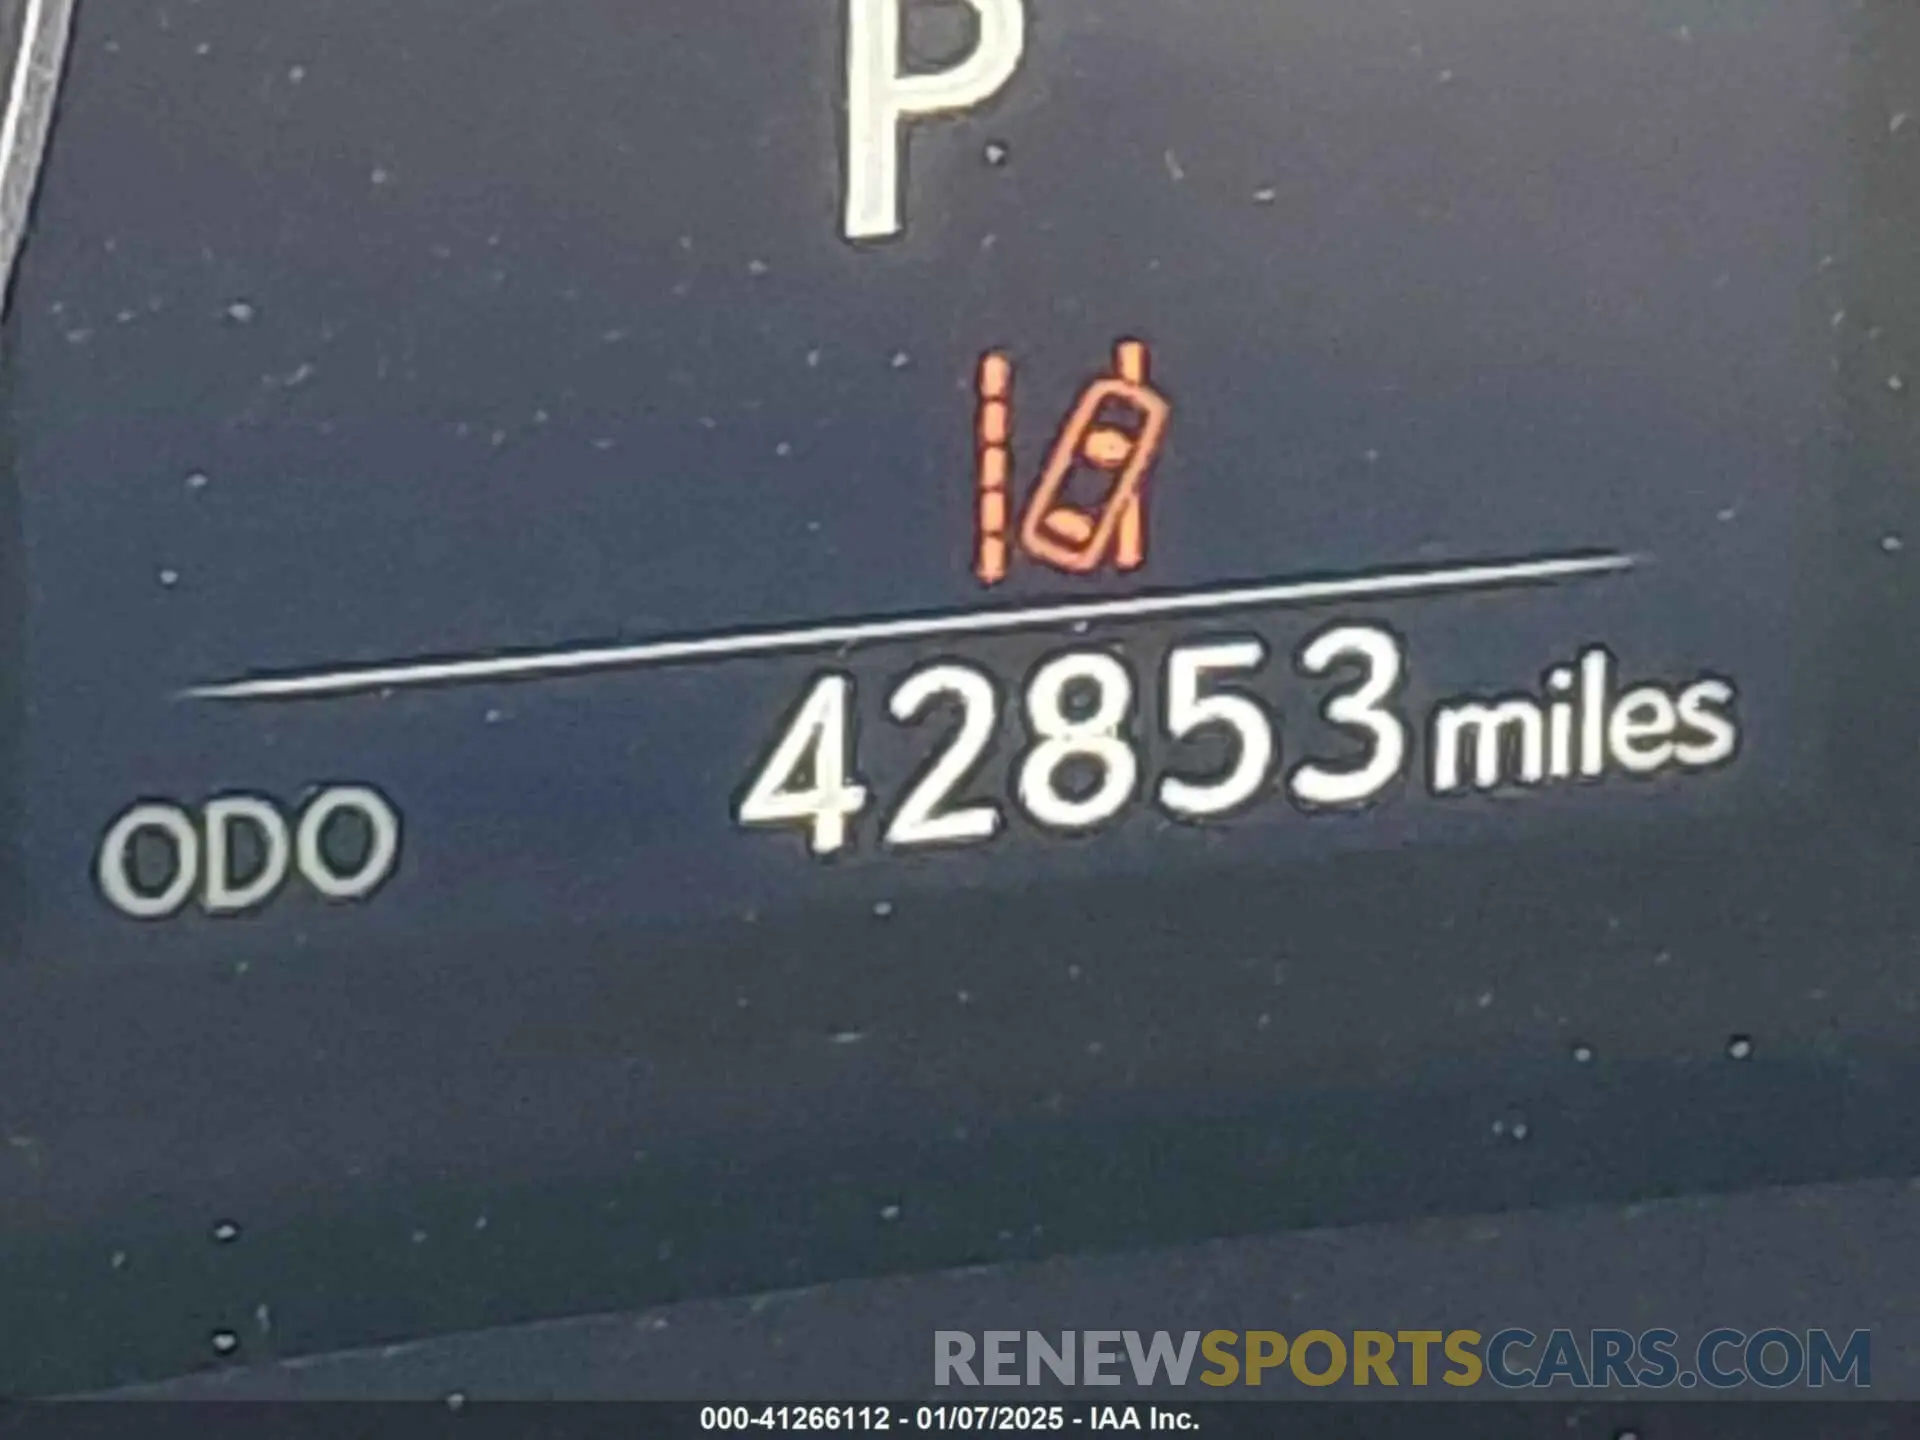 P
42853 miles
ODO
RENEWSPORTSCARS.COM
000-41266112 - 01/07/2025 - IAA Inc.